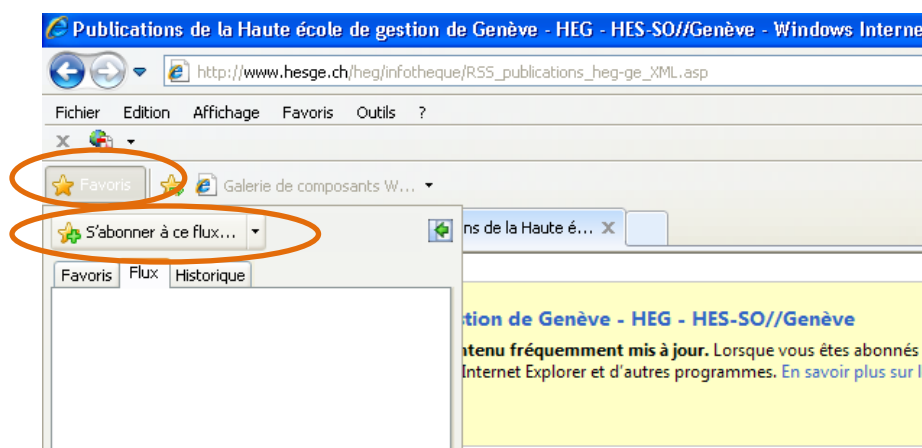 Publications de la Haute école de gestion de Genève - HEG - HES-SO//Genève - Windows Interne
http://www.hesge.ch/heg/infotheque/RSS_publications_heg-ge_XML.asp
Fichier Edition Affichage Favoris Outils ?
Favoris Galerie de composants W...
S'abonner à ce flux... ns de la Haute é...
Favoris Flux Historique
stion de Genève - HEG - HES-SO//Genève
ntenu fréquemment mis à jour. Lorsque vous êtes abonnés
Internet Explorer et d'autres programmes. En savoir plus sur l